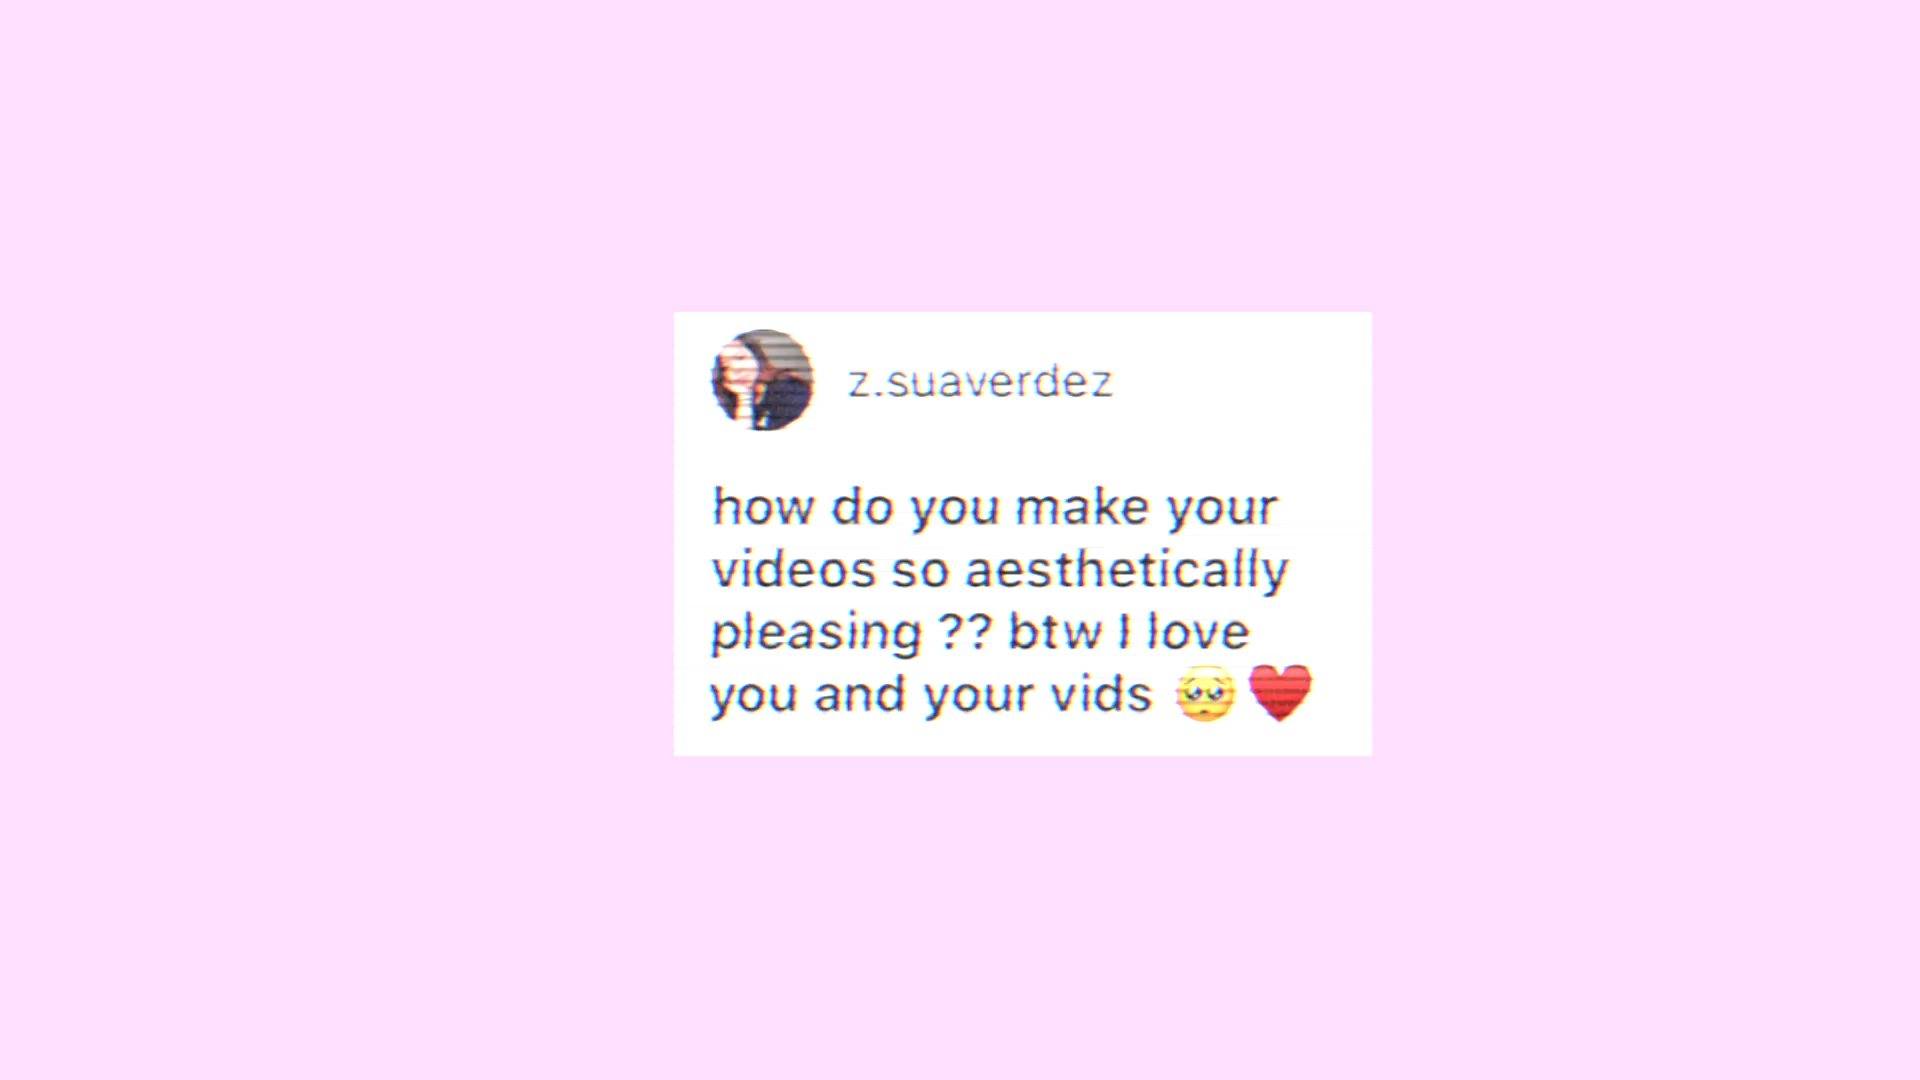 z.suaverdez
how do you make your
videos so aesthetically
pleasing ?? btw I love
you and your vids 🥺❤️